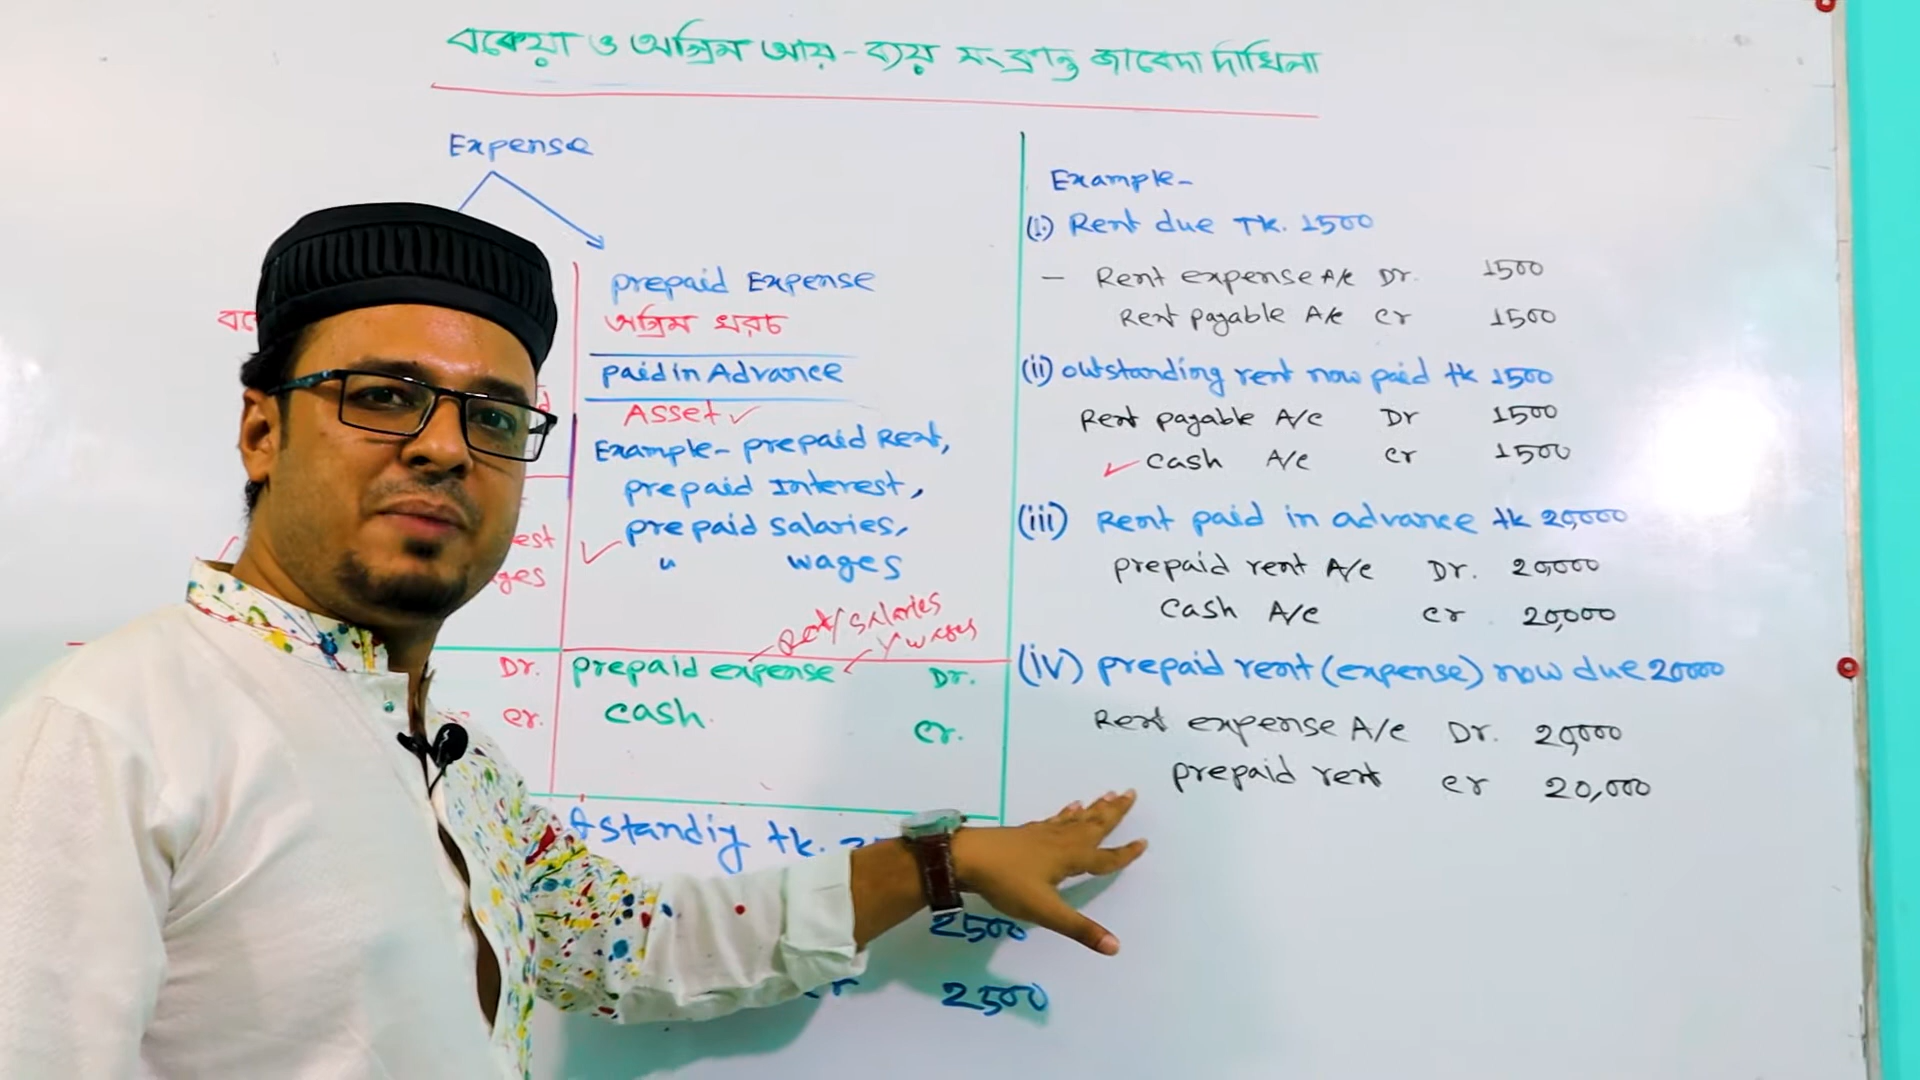 বকেয়া ও অগ্রিম আয়-ব্যয় সংক্রান্ত জাবেদা দাখিলা
Expense
prepaid Expense
অগ্রিম খরচ
paid in Advance
Asset ✓
Example- prepaid Rent,
prepaid Interest,
prepaid salaries,
✓ " wages
Rent/salaries
/wages
Dr.
cr.
prepaid expense Dr.
cash. cr.
standiy tk.
2500
cr 2500
Example-
(i) Rent due Tk. 1500
- Rent expense A/c Dr. 1500
Rent payable A/c cr 1500
(ii) outstanding rent now paid tk 1500
Rent payable A/c Dr 1500
✓ cash A/c cr 1500
(iii) Rent paid in advance tk 20,000
prepaid rent A/c Dr. 20,000
cash A/c cr 20,000
(iv) prepaid rent (expense) now due 20000
Rent expense A/c Dr. 20,000
prepaid rent cr 20,000